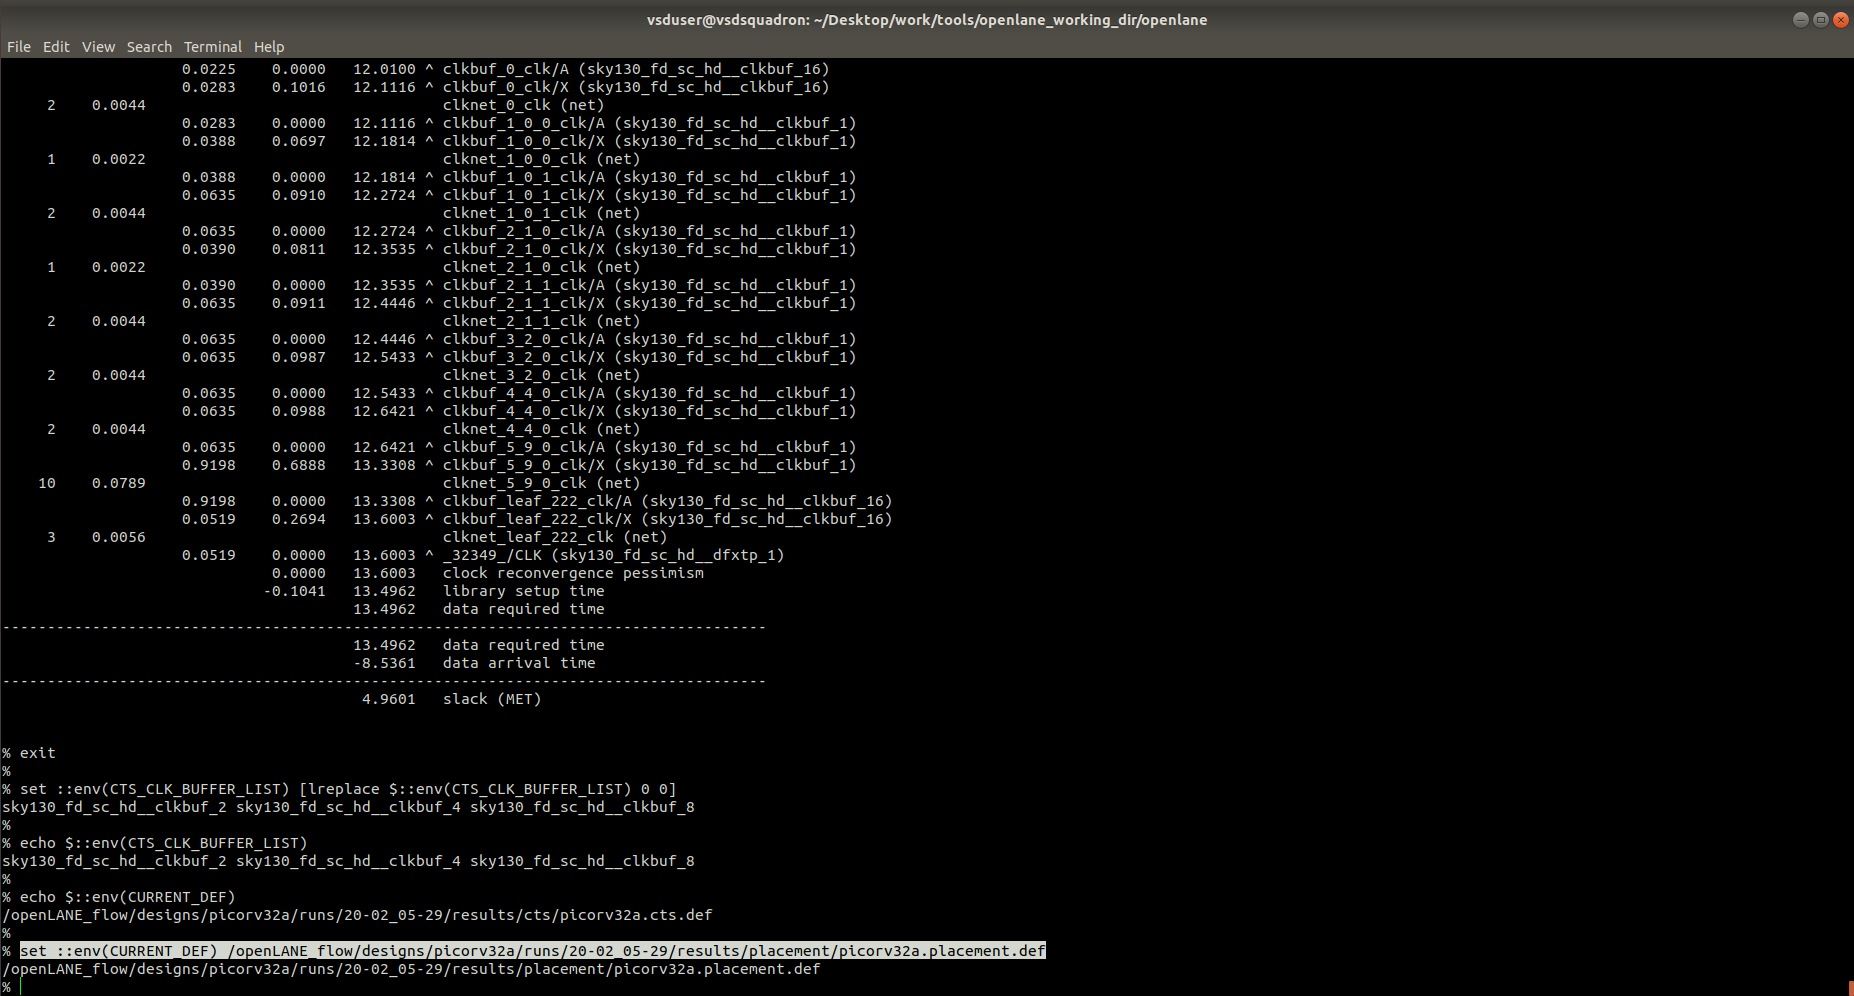 vsduser@vsdsquadron: ~/Desktop/work/tools/openlane_working_dir/openlane
File Edit View Search Terminal Help
0.0225 0.0000 12.0100 ^ clkbuf_0_clk/A (sky130_fd_sc_hd__clkbuf_16)
0.0283 0.1016 12.1116 ^ clkbuf_0_clk/X (sky130_fd_sc_hd__clkbuf_16)
2 0.0044 clknet_0_clk (net)
0.0283 0.0000 12.1116 ^ clkbuf_1_0_0_clk/A (sky130_fd_sc_hd__clkbuf_1)
0.0388 0.0697 12.1814 ^ clkbuf_1_0_0_clk/X (sky130_fd_sc_hd__clkbuf_1)
1 0.0022 clknet_1_0_0_clk (net)
0.0388 0.0000 12.1814 ^ clkbuf_1_0_1_clk/A (sky130_fd_sc_hd__clkbuf_1)
0.0635 0.0910 12.2724 ^ clkbuf_1_0_1_clk/X (sky130_fd_sc_hd__clkbuf_1)
2 0.0044 clknet_1_0_1_clk (net)
0.0635 0.0000 12.2724 ^ clkbuf_2_1_0_clk/A (sky130_fd_sc_hd__clkbuf_1)
0.0390 0.0811 12.3535 ^ clkbuf_2_1_0_clk/X (sky130_fd_sc_hd__clkbuf_1)
1 0.0022 clknet_2_1_0_clk (net)
0.0390 0.0000 12.3535 ^ clkbuf_2_1_1_clk/A (sky130_fd_sc_hd__clkbuf_1)
0.0635 0.0911 12.4446 ^ clkbuf_2_1_1_clk/X (sky130_fd_sc_hd__clkbuf_1)
2 0.0044 clknet_2_1_1_clk (net)
0.0635 0.0000 12.4446 ^ clkbuf_3_2_0_clk/A (sky130_fd_sc_hd__clkbuf_1)
0.0635 0.0987 12.5433 ^ clkbuf_3_2_0_clk/X (sky130_fd_sc_hd__clkbuf_1)
2 0.0044 clknet_3_2_0_clk (net)
0.0635 0.0000 12.5433 ^ clkbuf_4_4_0_clk/A (sky130_fd_sc_hd__clkbuf_1)
0.0635 0.0988 12.6421 ^ clkbuf_4_4_0_clk/X (sky130_fd_sc_hd__clkbuf_1)
2 0.0044 clknet_4_4_0_clk (net)
0.0635 0.0000 12.6421 ^ clkbuf_5_9_0_clk/A (sky130_fd_sc_hd__clkbuf_1)
0.9198 0.6888 13.3308 ^ clkbuf_5_9_0_clk/X (sky130_fd_sc_hd__clkbuf_1)
10 0.0789 clknet_5_9_0_clk (net)
0.9198 0.0000 13.3308 ^ clkbuf_leaf_222_clk/A (sky130_fd_sc_hd__clkbuf_16)
0.0519 0.2694 13.6003 ^ clkbuf_leaf_222_clk/X (sky130_fd_sc_hd__clkbuf_16)
3 0.0056 clknet_leaf_222_clk (net)
0.0519 0.0000 13.6003 ^ _32349_/CLK (sky130_fd_sc_hd__dfxtp_1)
0.0000 13.6003 clock reconvergence pessimism
-0.1041 13.4962 library setup time
13.4962 data required time
-------------------------------------------------------------------------------------
13.4962 data required time
-8.5361 data arrival time
-------------------------------------------------------------------------------------
4.9601 slack (MET)
% exit
%
% set ::env(CTS_CLK_BUFFER_LIST) [lreplace $::env(CTS_CLK_BUFFER_LIST) 0 0]
sky130_fd_sc_hd__clkbuf_2 sky130_fd_sc_hd__clkbuf_4 sky130_fd_sc_hd__clkbuf_8
%
% echo $::env(CTS_CLK_BUFFER_LIST)
sky130_fd_sc_hd__clkbuf_2 sky130_fd_sc_hd__clkbuf_4 sky130_fd_sc_hd__clkbuf_8
%
% echo $::env(CURRENT_DEF)
/openLANE_flow/designs/picorv32a/runs/20-02_05-29/results/cts/picorv32a.cts.def
%
% set ::env(CURRENT_DEF) /openLANE_flow/designs/picorv32a/runs/20-02_05-29/results/placement/picorv32a.placement.def
/openLANE_flow/designs/picorv32a/runs/20-02_05-29/results/placement/picorv32a.placement.def
%